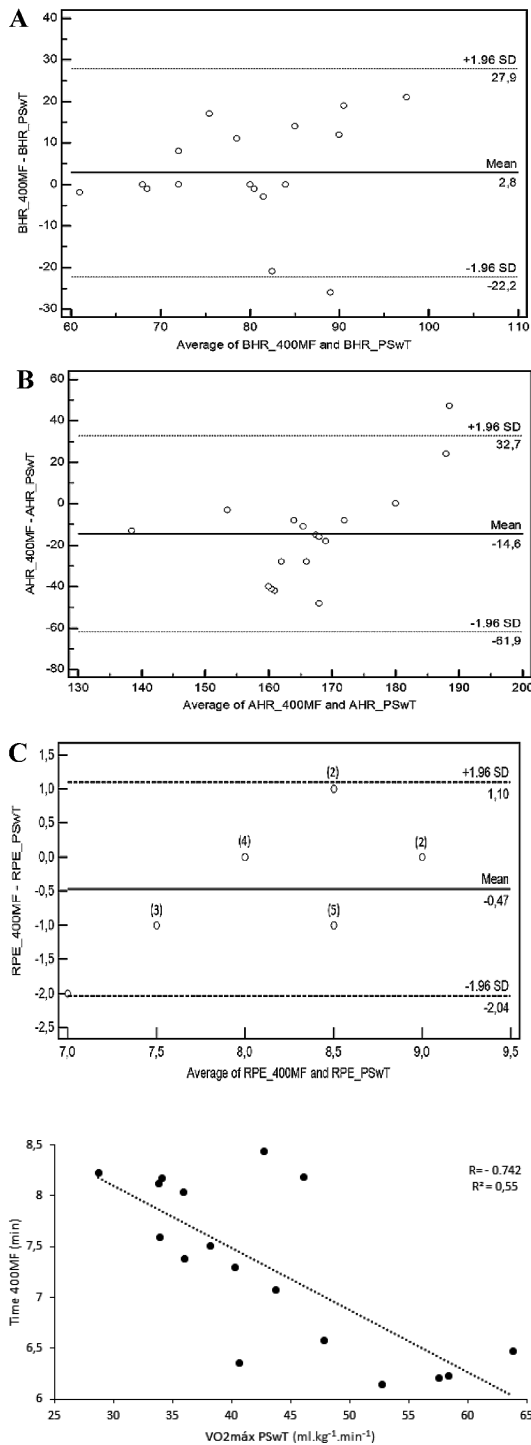 A
BHR_400MF - BHR_PSwT
40
30
20
10
0
-10
-20
-30
+1.96 SD
27,9
Mean
2,8
-1.96 SD
-22,2
60 70 80 90 100 110
Average of BHR_400MF and BHR_PSwT
B
AHR_400MF - AHR_PSwT
60
40
20
0
-20
-40
-60
-80
+1.96 SD
32,7
Mean
-14,6
-1.96 SD
-61,9
130 140 150 160 170 180 190 200
Average of AHR_400MF and AHR_PSwT
C
RPE_400MF - RPE_PSwT
1,5
1,0
0,5
0,0
-0,5
-1,0
-1,5
-2,0
-2,5
(2)
(4)
(2)
(3)
(5)
+1.96 SD
1,10
Mean
-0,47
-1.96 SD
-2,04
7,0 7,5 8,0 8,5 9,0 9,5
Average of RPE_400MF and RPE_PSwT
Time 400MF (min)
8,5
8
7,5
7
6,5
6
R= - 0.742
R² = 0,55
25 30 35 40 45 50 55 60 65
VO2máx PSwT (ml.kg⁻¹.min⁻¹)